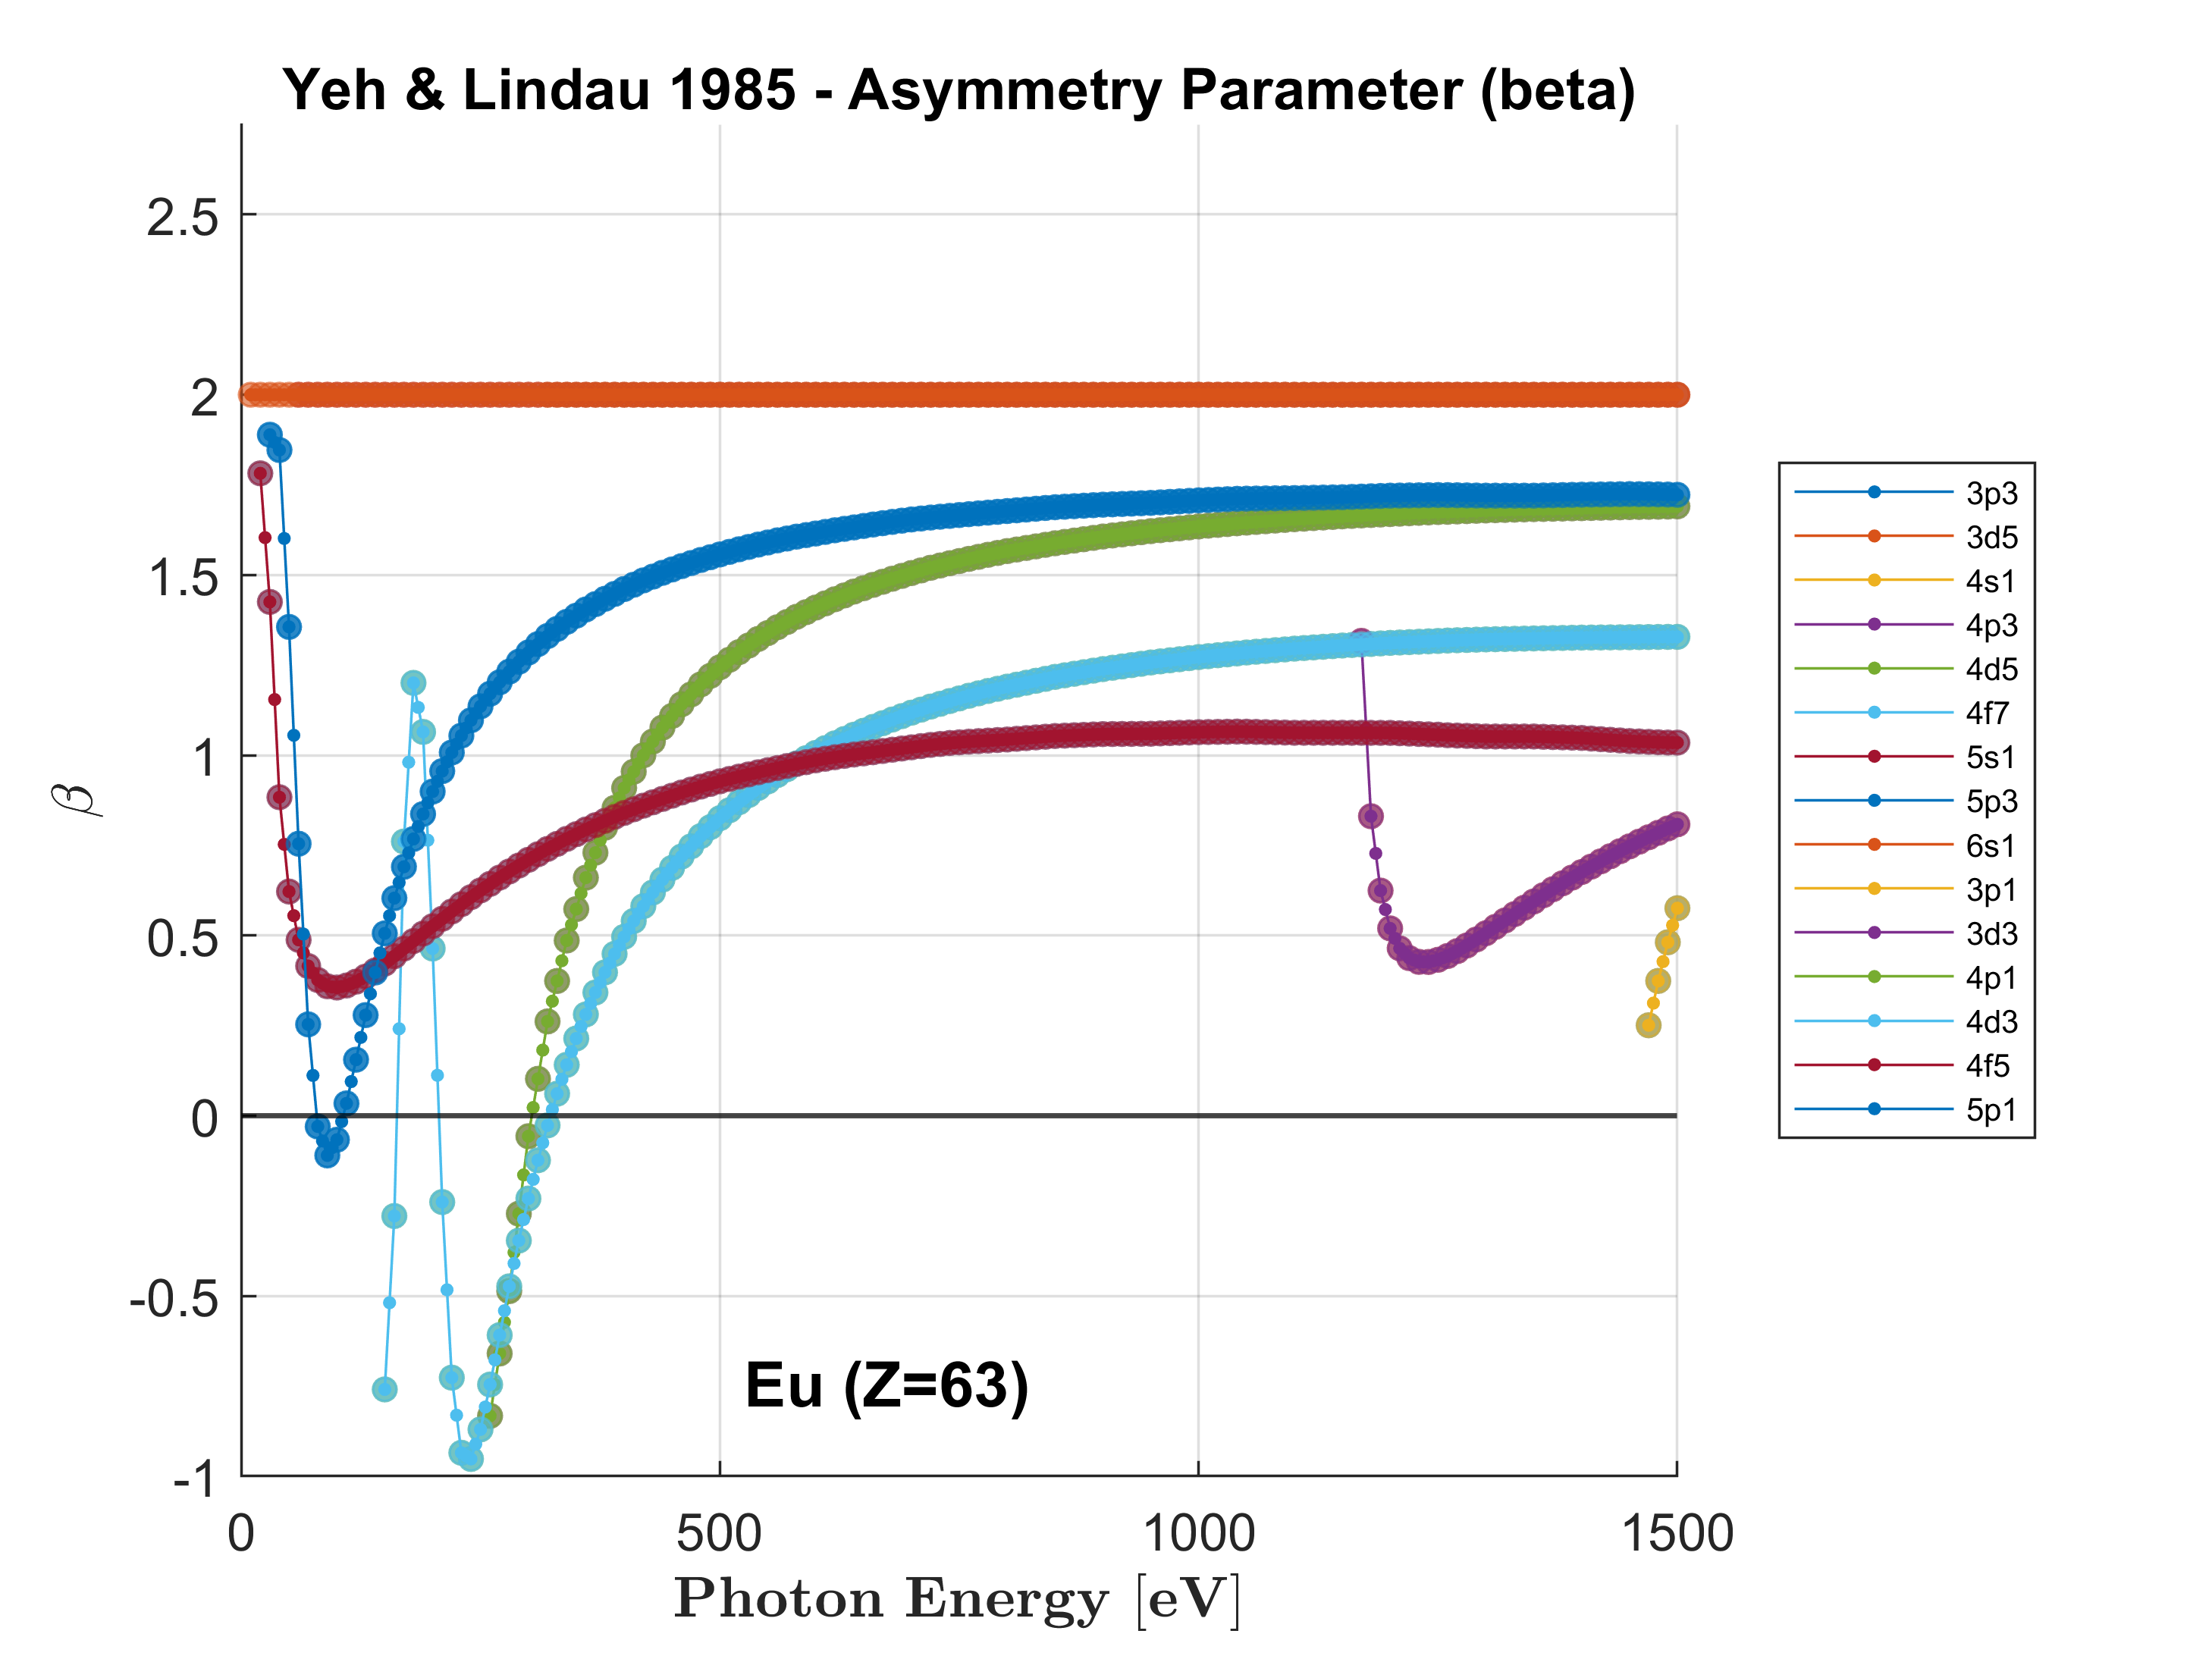 Yeh & Lindau 1985 - Asymmetry Parameter (beta)
2.5
2
1.5
1
0.5
0
-0.5
-1
β
0 500 1000 1500
Photon Energy [eV]
Eu (Z=63)
3p3
3d5
4s1
4p3
4d5
4f7
5s1
5p3
6s1
3p1
3d3
4p1
4d3
4f5
5p1